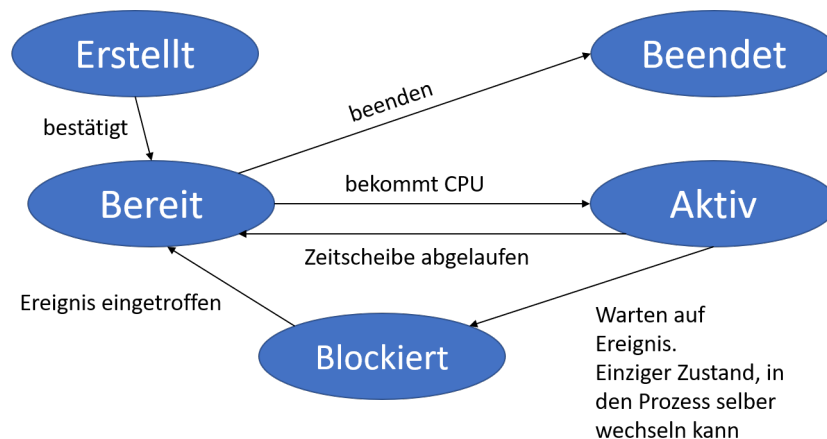 Erstellt
Beendet
bestätigt
beenden
Bereit
bekommt CPU
Aktiv
Zeitscheibe abgelaufen
Ereignis eingetroffen
Blockiert
Warten auf
Ereignis.
Einziger Zustand, in
den Prozess selber
wechseln kann